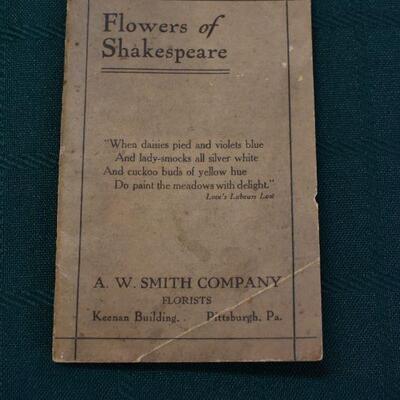 Flowers of
Shakespeare
"When daisies pied and violets blue
And lady-smocks all silver white
And cuckoo buds of yellow hue
Do paint the meadows with delight."
Love's Labours Lost
A. W. SMITH COMPANY
FLORISTS
Keenan Building. Pittsburgh, Pa.